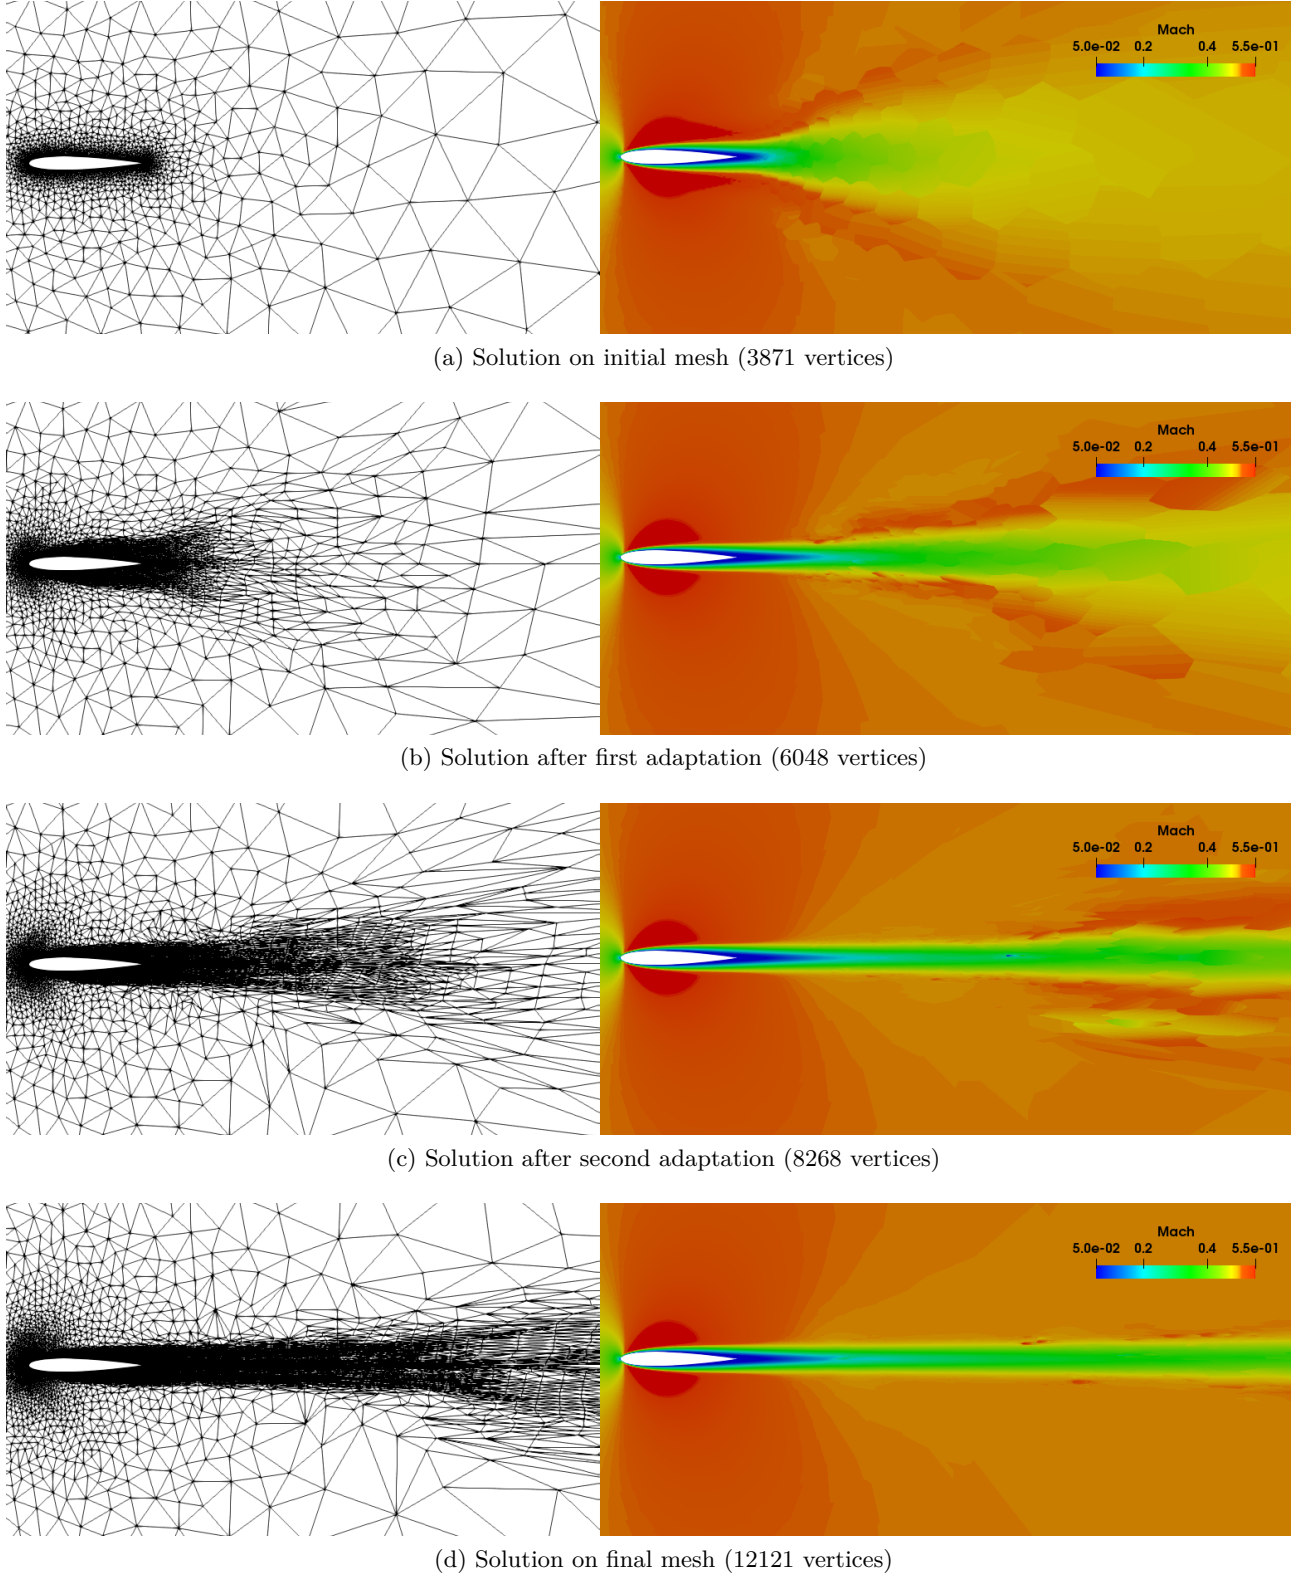 Mach
5.0e-02 0.2 0.4 5.5e-01
(a) Solution on initial mesh (3871 vertices)
Mach
5.0e-02 0.2 0.4 5.5e-01
(b) Solution after first adaptation (6048 vertices)
Mach
5.0e-02 0.2 0.4 5.5e-01
(c) Solution after second adaptation (8268 vertices)
Mach
5.0e-02 0.2 0.4 5.5e-01
(d) Solution on final mesh (12121 vertices)